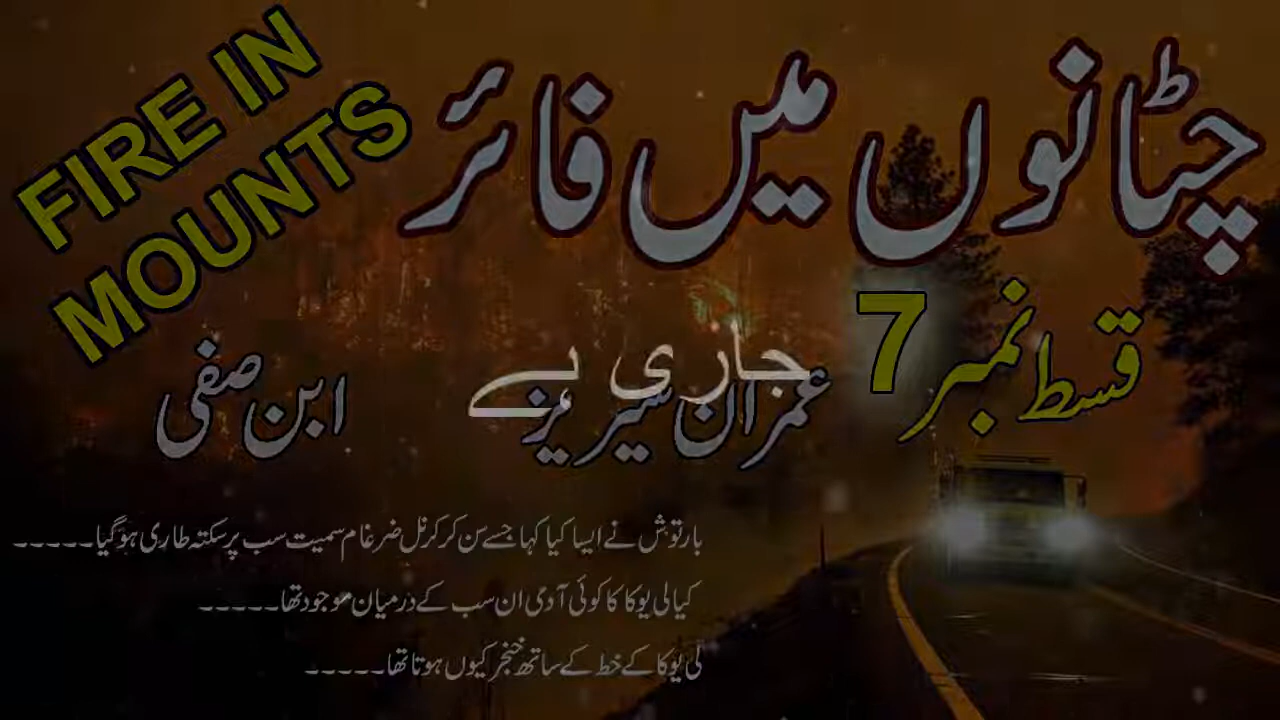 FIRE IN
MOUNTS
چٹانوں میں فائر
قسط نمبر 7
جاری ہے
عمران سیریز
ابن صفی
بارتوش نے ایسا کیا کہا جسے سن کر کرنل ضرغام سمیت سب پر سکتہ طاری ہوگیا-----
کیا لی یوکا کا کوئی آدمی ان سب کے درمیان موجود تھا-----
لی یوکا کے خط کے ساتھ خنجر کیوں ہوتا تھا-----